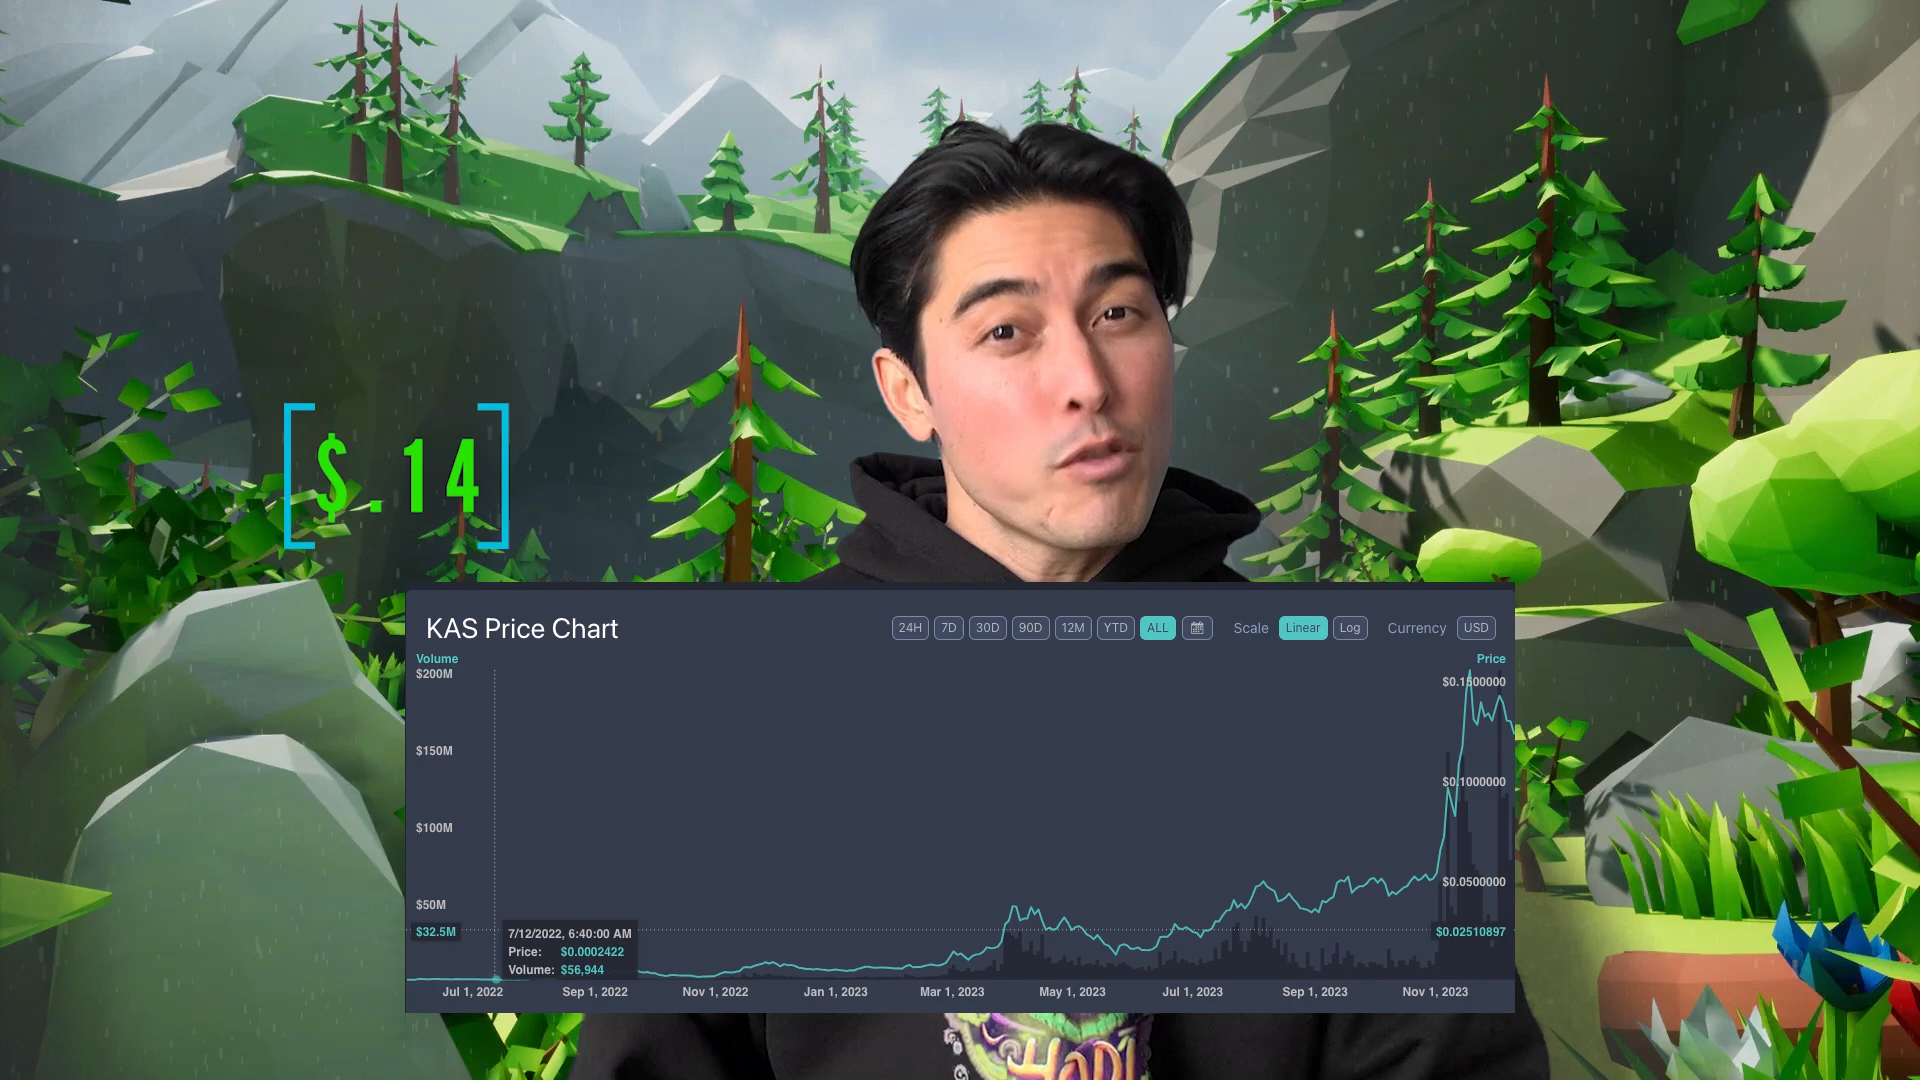 [$.14]
KAS Price Chart
24H 7D 30D 90D 12M YTD ALL Scale Linear Log Currency USD
Volume Price
$200M $0.1500000
$150M
$0.1000000
$100M
$50M $0.0500000
$32.5M $0.02510897
7/12/2022, 6:40:00 AM
Price: $0.0002422
Volume: $56,944
Jul 1, 2022 Sep 1, 2022 Nov 1, 2022 Jan 1, 2023 Mar 1, 2023 May 1, 2023 Jul 1, 2023 Sep 1, 2023 Nov 1, 2023